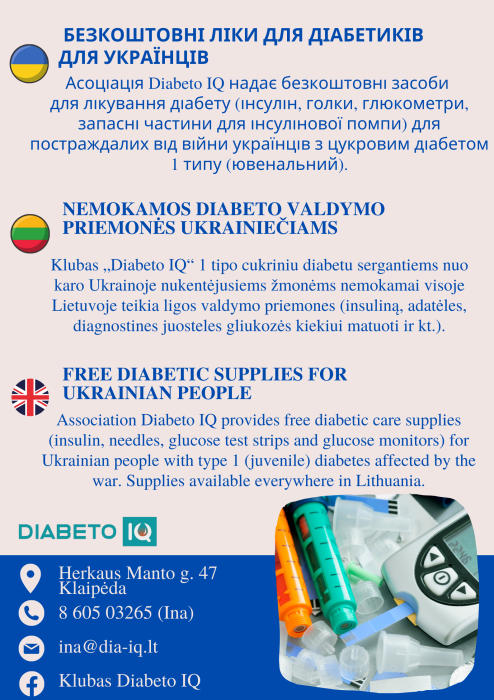 БЕЗКОШТОВНІ ЛІКИ ДЛЯ ДІАБЕТИКІВ
ДЛЯ УКРАЇНЦІВ
Асоціація Diabeto IQ надає безкоштовні засоби
для лікування діабету (інсулін, голки, глюкометри,
запасні частини для інсулінової помпи) для
постраждалих від війни українців з цукровим діабетом
1 типу (ювенальний).
NEMOKAMOS DIABETO VALDYMO
PRIEMONĖS UKRAINIEČIAMS
Klubas „Diabeto IQ“ 1 tipo cukriniu diabetu sergantiems nuo
karo Ukrainoje nukentėjusiems žmonėms nemokamai visoje
Lietuvoje teikia ligos valdymo priemones (insuliną, adatėles,
diagnostines juosteles gliukozės kiekiui matuoti ir kt.).
FREE DIABETIC SUPPLIES FOR
UKRAINIAN PEOPLE
Association Diabeto IQ provides free diabetic care supplies
(insulin, needles, glucose test strips and glucose monitors) for
Ukrainian people with type 1 (juvenile) diabetes affected by the
war. Supplies available everywhere in Lithuania.
DIABETO IQ
Herkaus Manto g. 47
Klaipėda
8 605 03265 (Ina)
ina@dia-iq.lt
Klubas Diabeto IQ